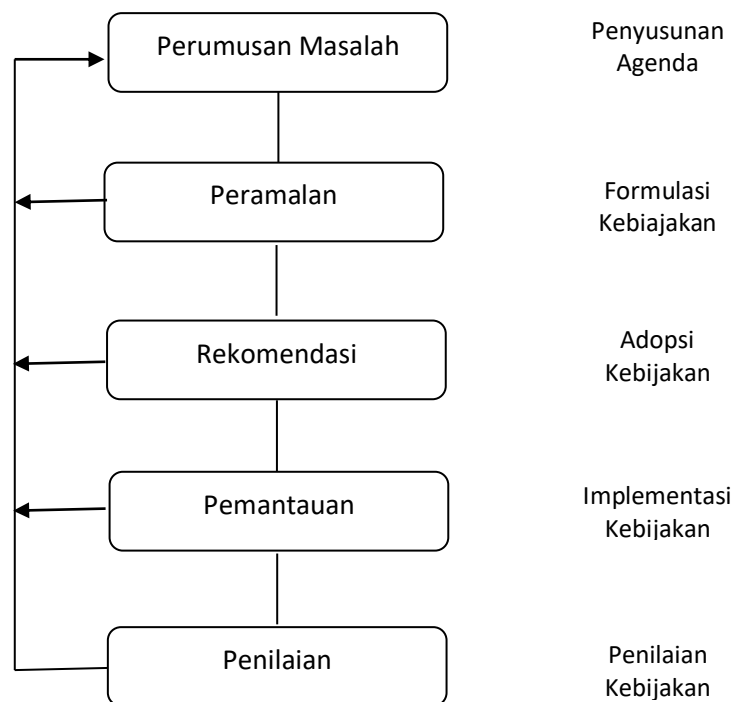 Perumusan Masalah
Penyusunan
Agenda
Peramalan
Formulasi
Kebiajakan
Rekomendasi
Adopsi
Kebijakan
Pemantauan
Implementasi
Kebijakan
Penilaian
Penilaian
Kebijakan